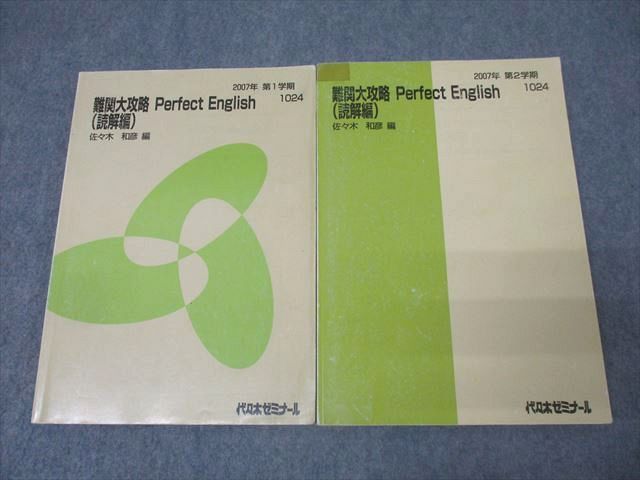 2007年 第1学期
難関大攻略 Perfect English 1024
(読解編)
佐々木 和彦 編
代々木ゼミナール
2007年 第2学期
難関大攻略 Perfect English 1024
(読解編)
佐々木 和彦 編
代々木ゼミナール